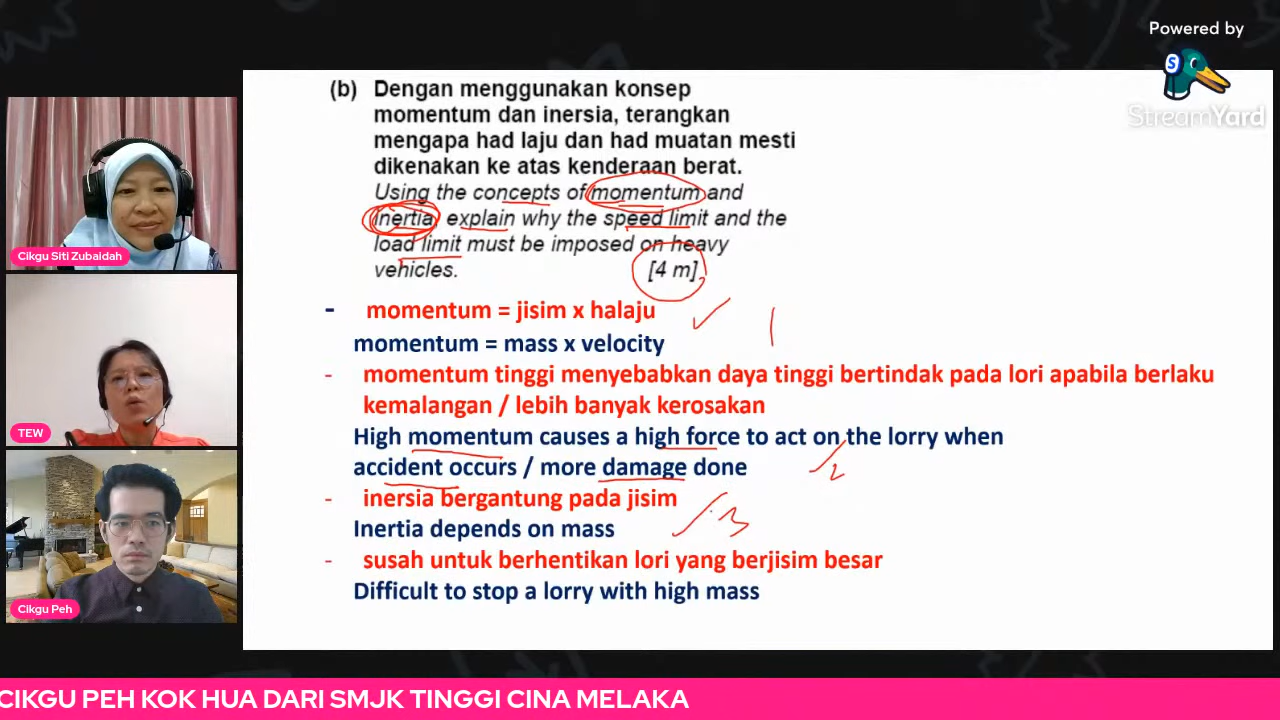 Powered by
S
StreamYard
Cikgu Siti Zubaidah
TEW
Cikgu Peh
(b) Dengan menggunakan konsep
momentum dan inersia, terangkan
mengapa had laju dan had muatan mesti
dikenakan ke atas kenderaan berat.
Using the concepts of momentum and
inertia, explain why the speed limit and the
load limit must be imposed on heavy
vehicles. [4 m]
- momentum = jisim x halaju
momentum = mass x velocity
1
- momentum tinggi menyebabkan daya tinggi bertindak pada lori apabila berlaku
kemalangan / lebih banyak kerosakan
High momentum causes a high force to act on the lorry when
accident occurs / more damage done
2
- inersia bergantung pada jisim
Inertia depends on mass
3
- susah untuk berhentikan lori yang berjisim besar
Difficult to stop a lorry with high mass
CIKGU PEH KOK HUA DARI SMJK TINGGI CINA MELAKA